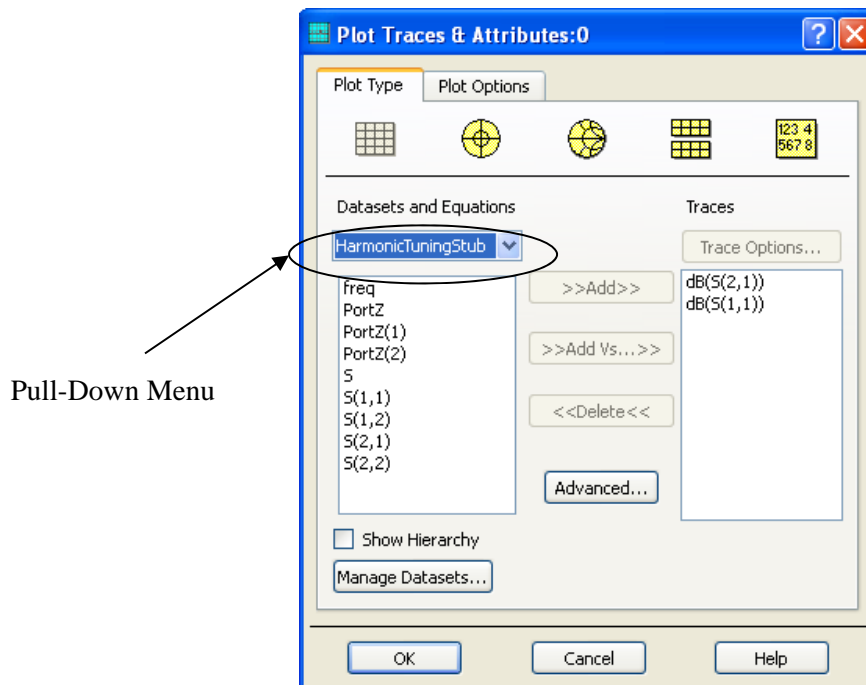 Plot Traces & Attributes:0
Plot Type
Plot Options
123 4
567 8
Datasets and Equations
Traces
HarmonicTuningStub
Trace Options...
freq
PortZ
PortZ(1)
PortZ(2)
S
S(1,1)
S(1,2)
S(2,1)
S(2,2)
>>Add>>
>>Add Vs...>>
<<Delete<<
Advanced...
dB(S(2,1))
dB(S(1,1))
Pull-Down Menu
Show Hierarchy
Manage Datasets...
OK
Cancel
Help